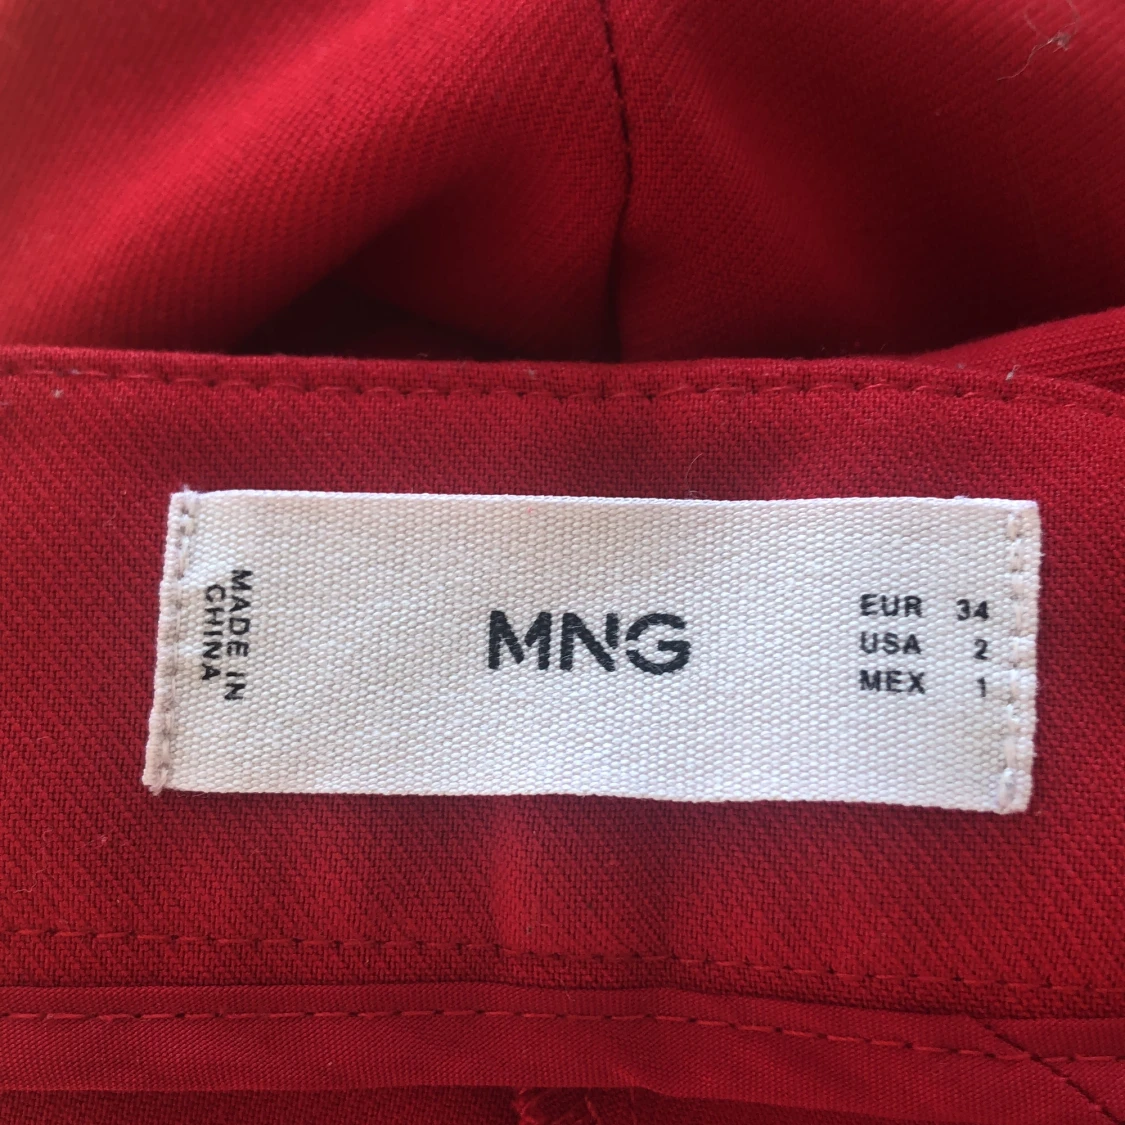 MADE IN
CHINA
MNG
EUR 34
USA 2
MEX 1